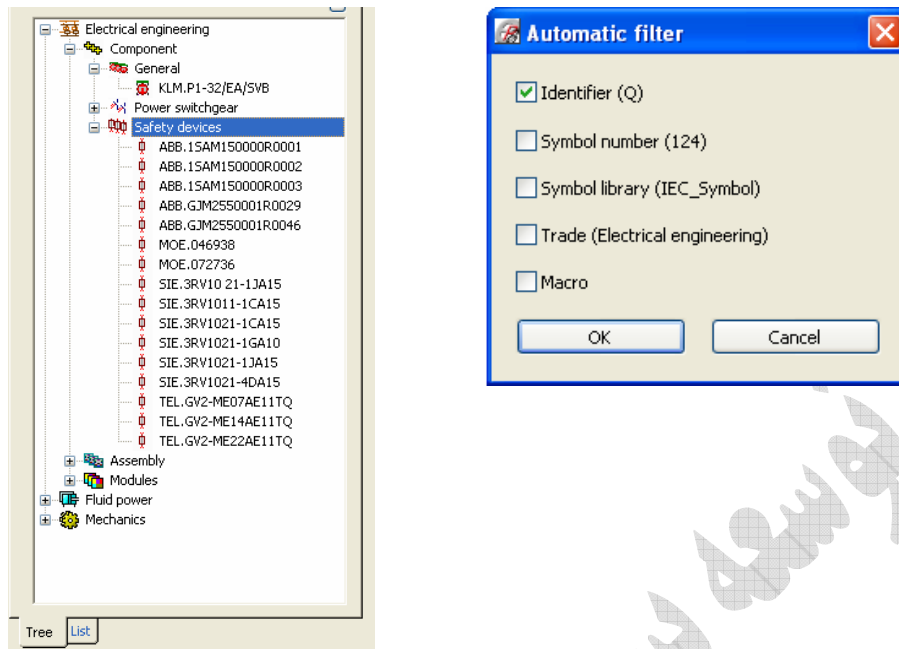 Electrical engineering
Component
General
KLM.P1-32/EA/SVB
Power switchgear
Safety devices
ABB.1SAM150000R0001
ABB.1SAM150000R0002
ABB.1SAM150000R0003
ABB.GJM2550001R0029
ABB.GJM2550001R0046
MOE.046938
MOE.072736
SIE.3RV10 21-1JA15
SIE.3RV1011-1CA15
SIE.3RV1021-1CA15
SIE.3RV1021-1GA10
SIE.3RV1021-1JA15
SIE.3RV1021-4DA15
TEL.GV2-ME07AE11TQ
TEL.GV2-ME14AE11TQ
TEL.GV2-ME22AE11TQ
Assembly
Modules
Fluid power
Mechanics
Tree List
Automatic filter
Identifier (Q)
Symbol number (124)
Symbol library (IEC_Symbol)
Trade (Electrical engineering)
Macro
OK Cancel
توسعه